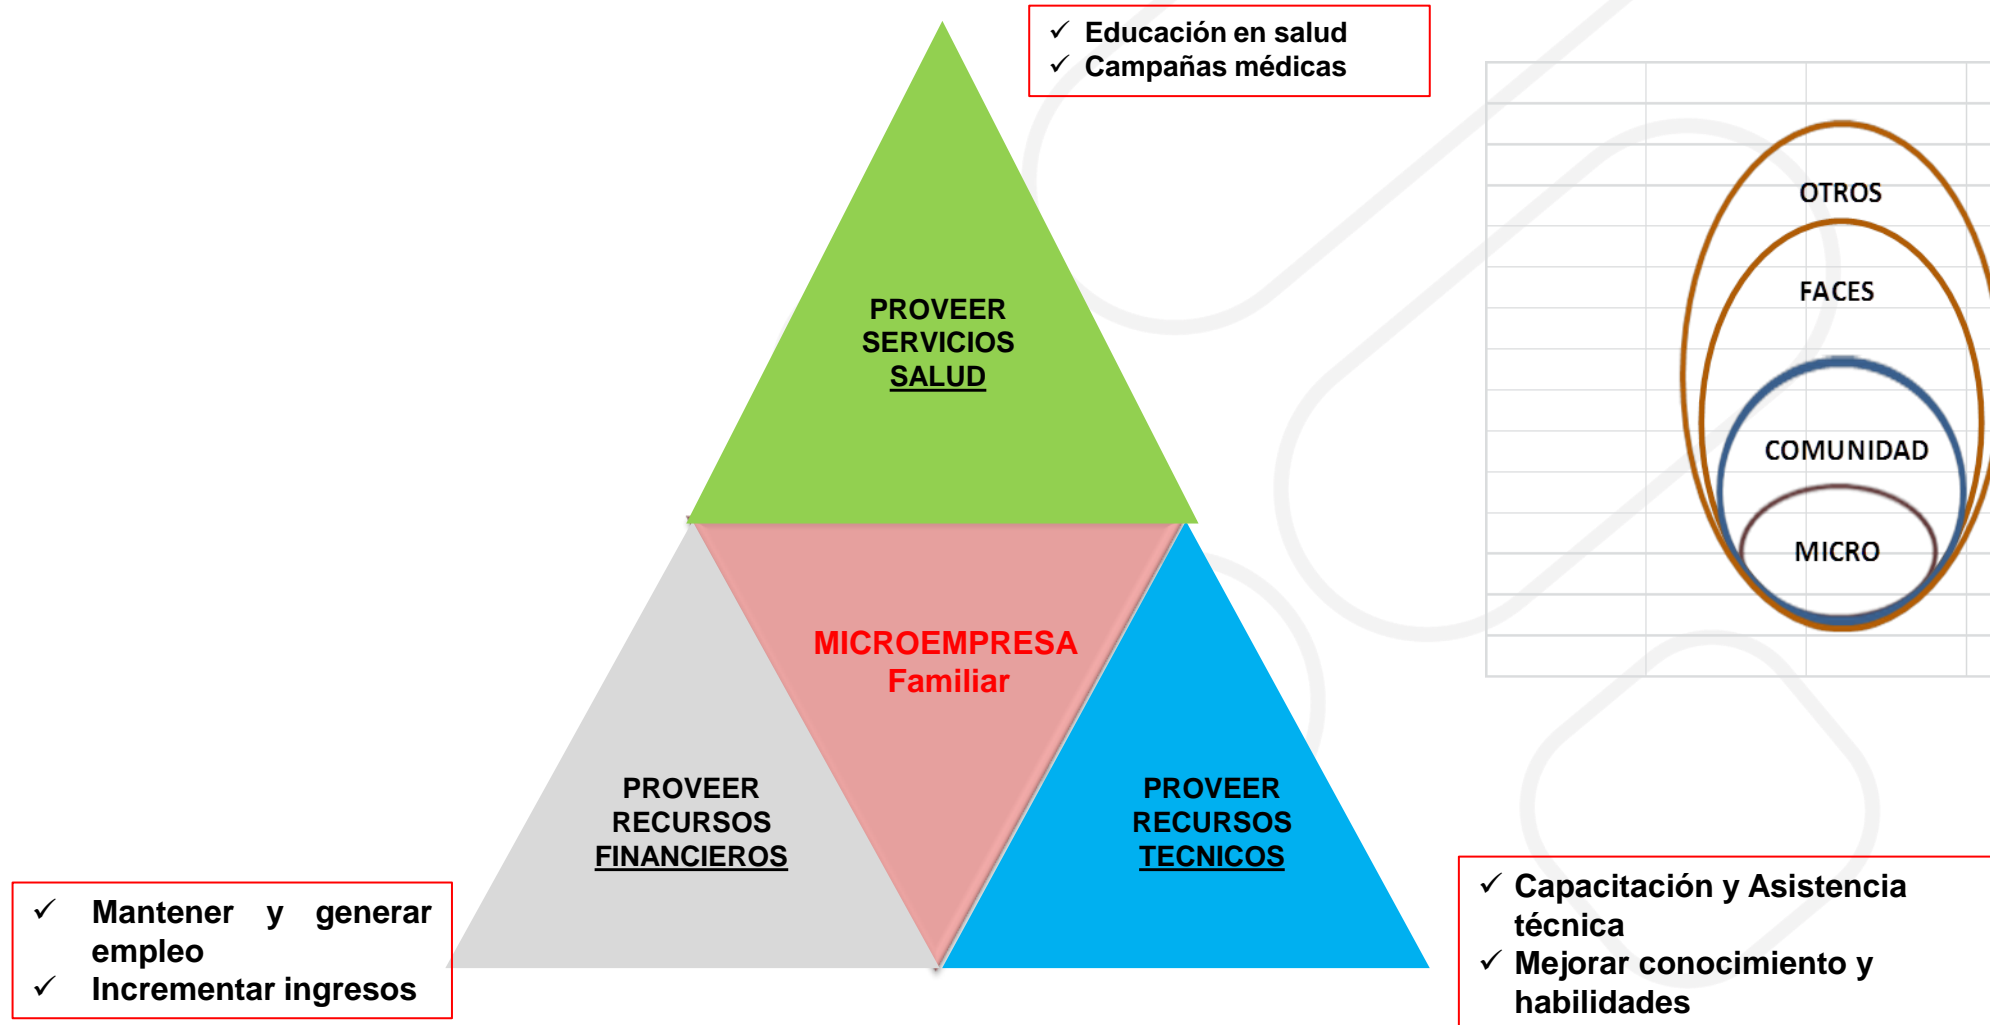 ✓ Educación en salud
✓ Campañas médicas
OTROS
FACES
COMUNIDAD
MICRO
PROVEER
SERVICIOS
SALUD
MICROEMPRESA
Familiar
PROVEER
RECURSOS
FINANCIEROS
PROVEER
RECURSOS
TECNICOS
✓ Mantener y generar
empleo
✓ Incrementar ingresos
✓ Capacitación y Asistencia
técnica
✓ Mejorar conocimiento y
habilidades